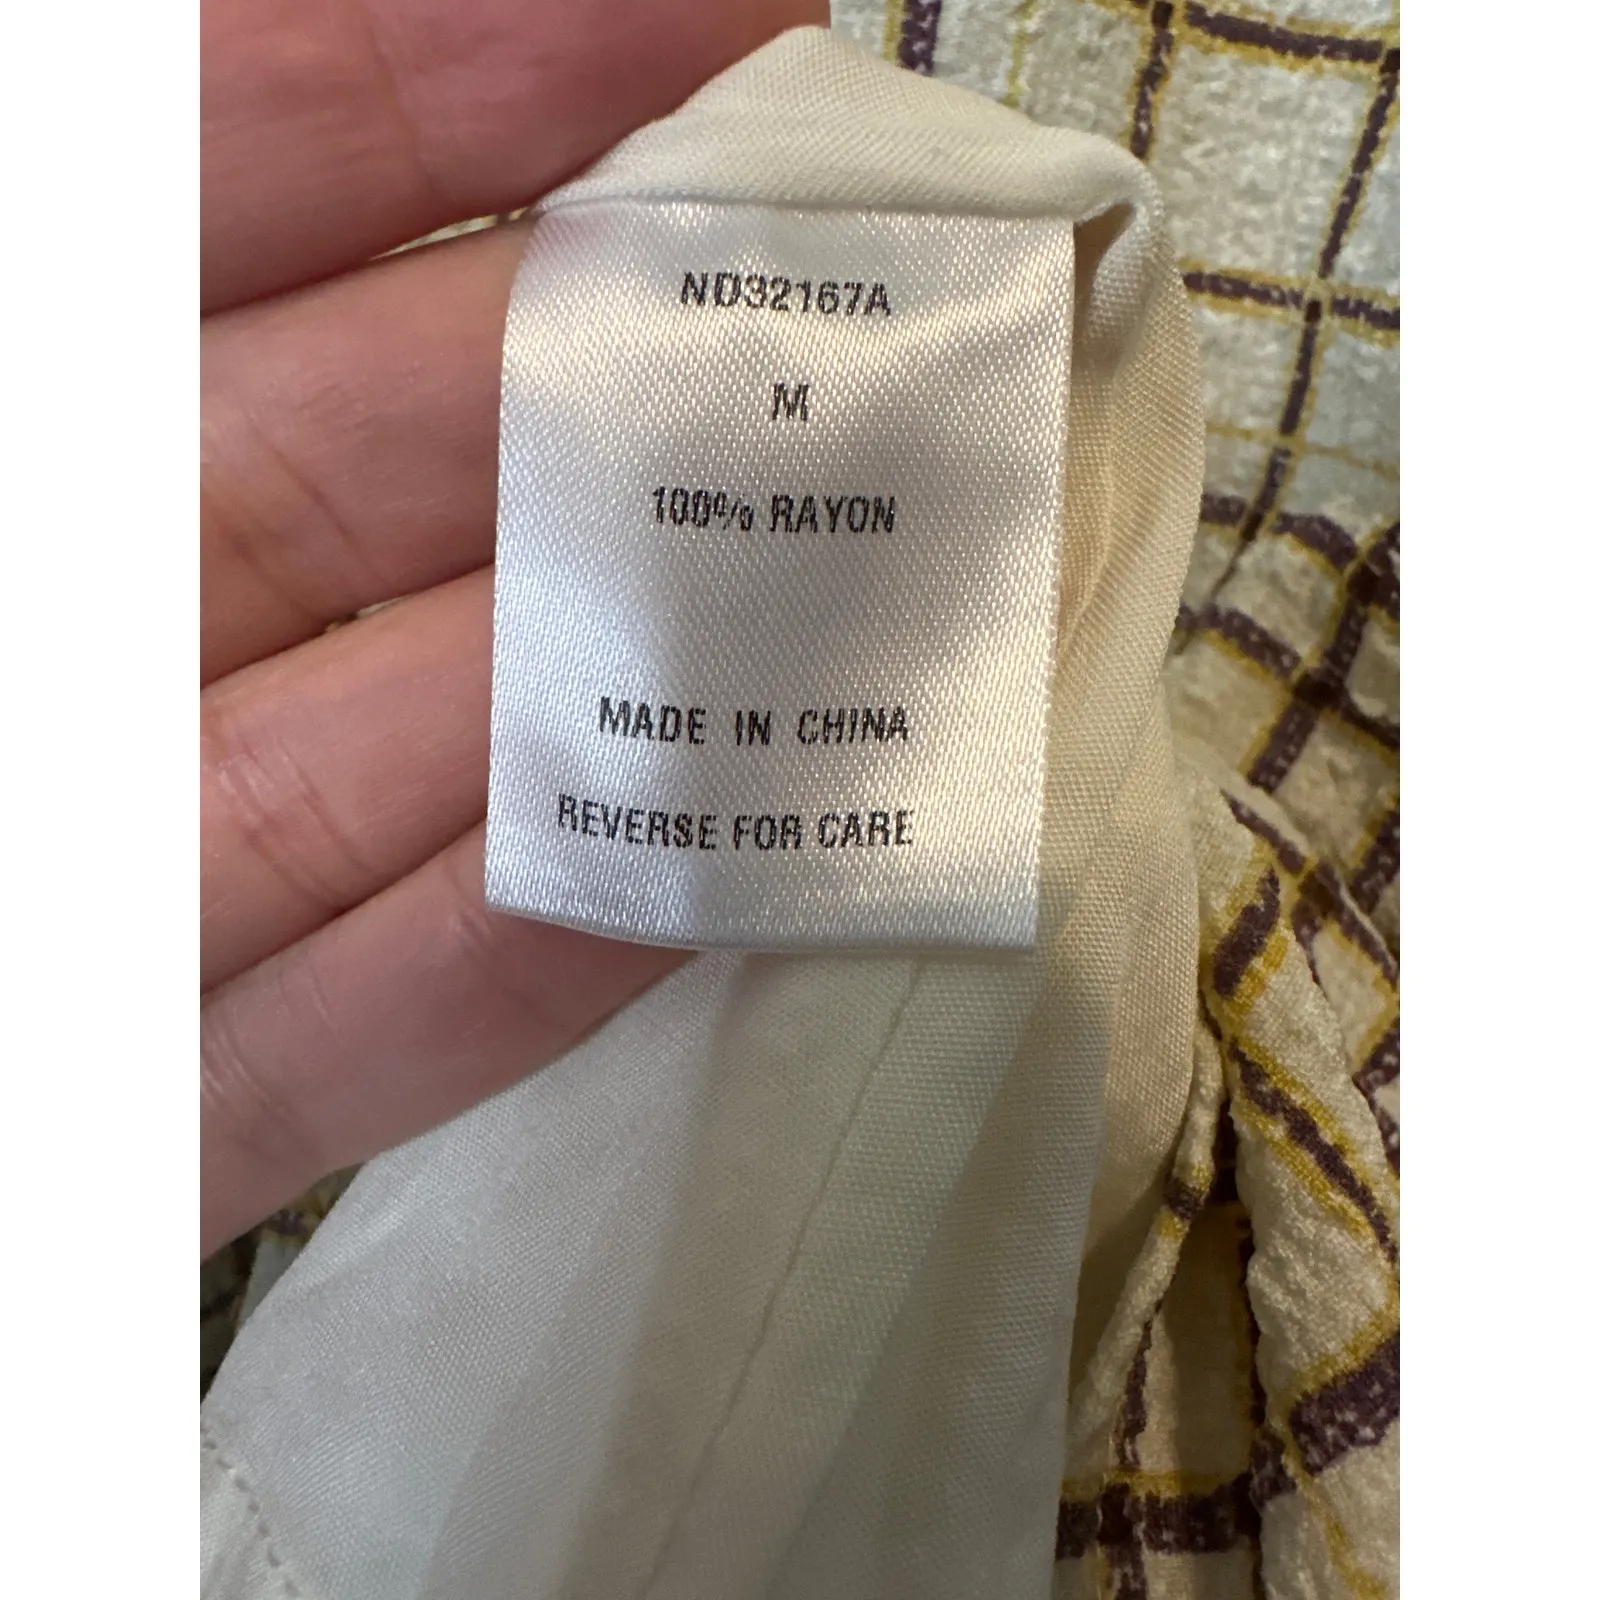 ND32167A
M
100% RAYON
MADE IN CHINA
REVERSE FOR CARE